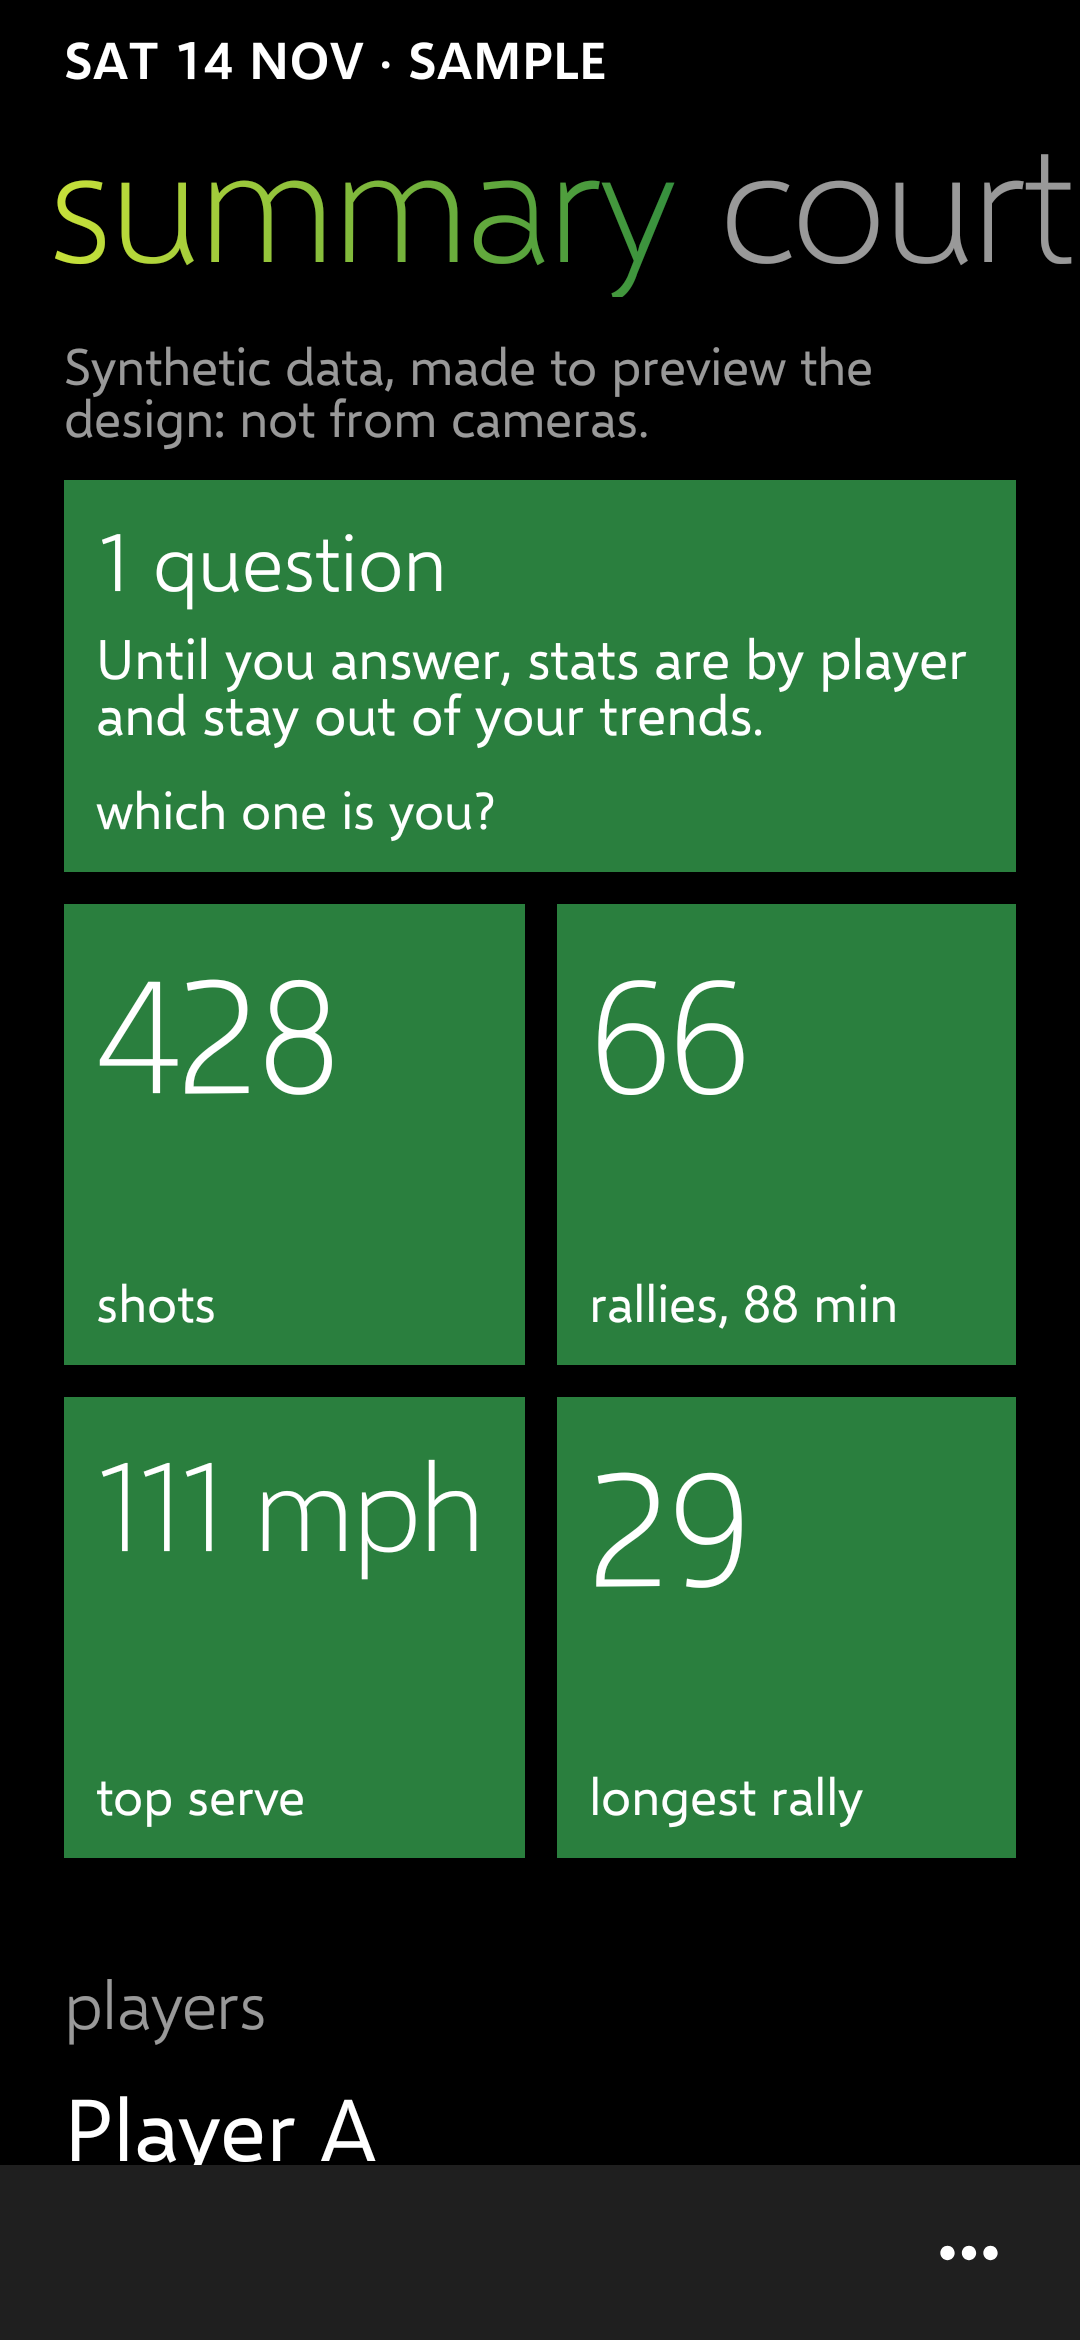 SAT 14 NOV · SAMPLE
summary court
Synthetic data, made to preview the
design: not from cameras.
1 question
Until you answer, stats are by player
and stay out of your trends.
which one is you?
428
shots
66
rallies, 88 min
111 mph
top serve
29
longest rally
players
Player A